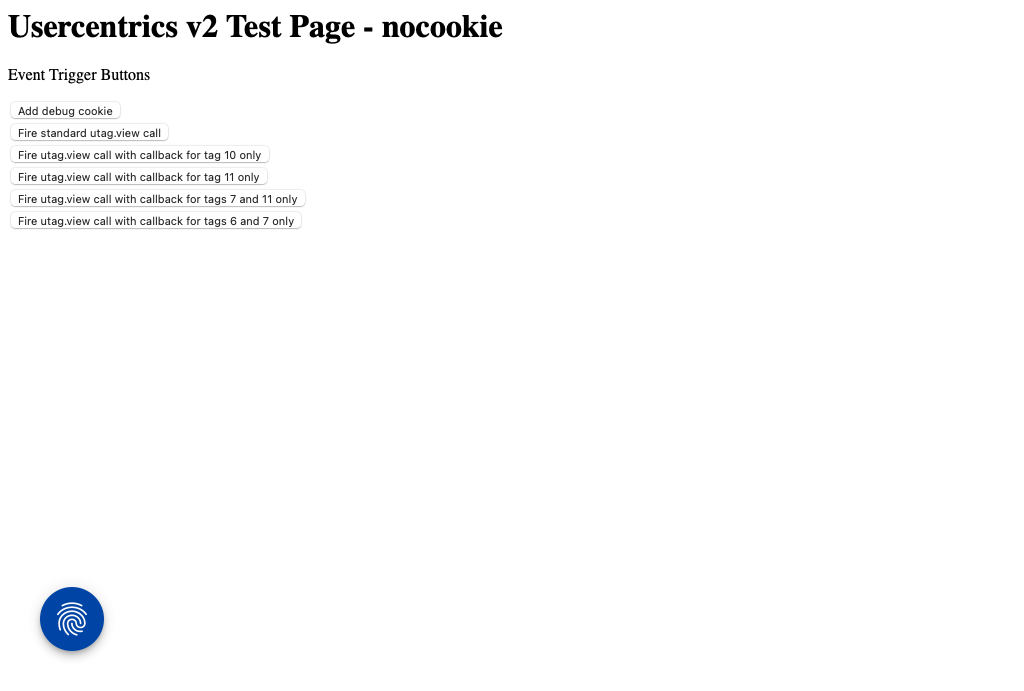 Usercentrics v2 Test Page - nocookie
Event Trigger Buttons
Add debug cookie
Fire standard utag.view call
Fire utag.view call with callback for tag 10 only
Fire utag.view call with callback for tag 11 only
Fire utag.view call with callback for tags 7 and 11 only
Fire utag.view call with callback for tags 6 and 7 only